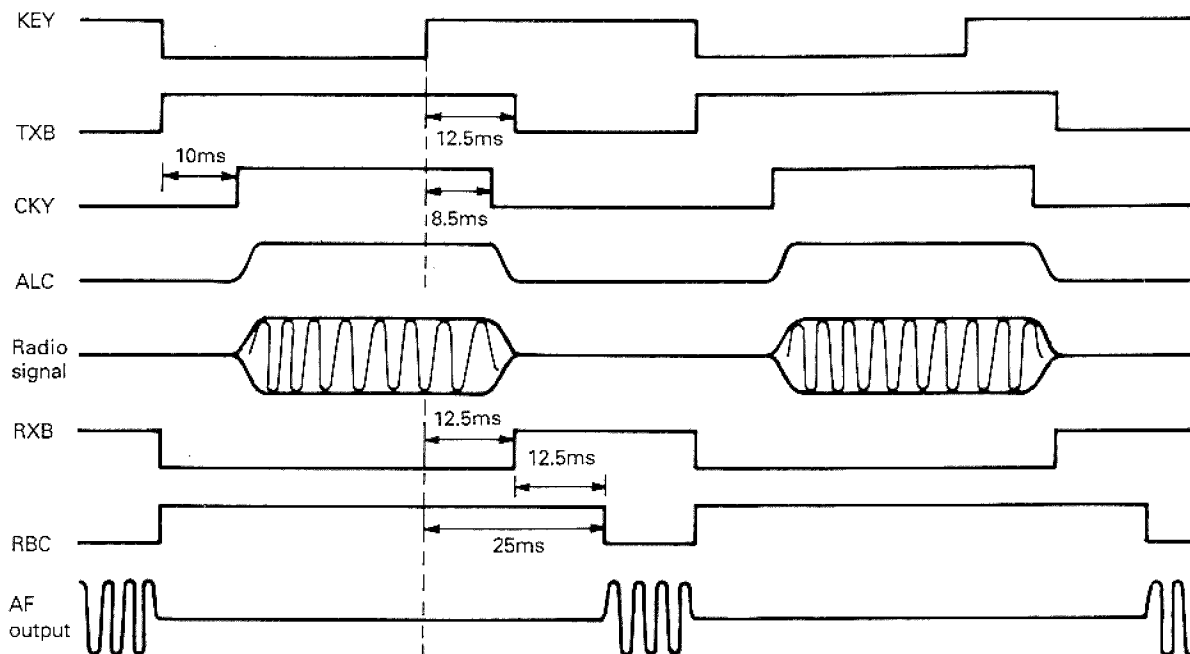 KEY
TXB
12.5ms
10ms
CKY
8.5ms
ALC
Radio
signal
12.5ms
RXB
12.5ms
RBC
25ms
AF
output